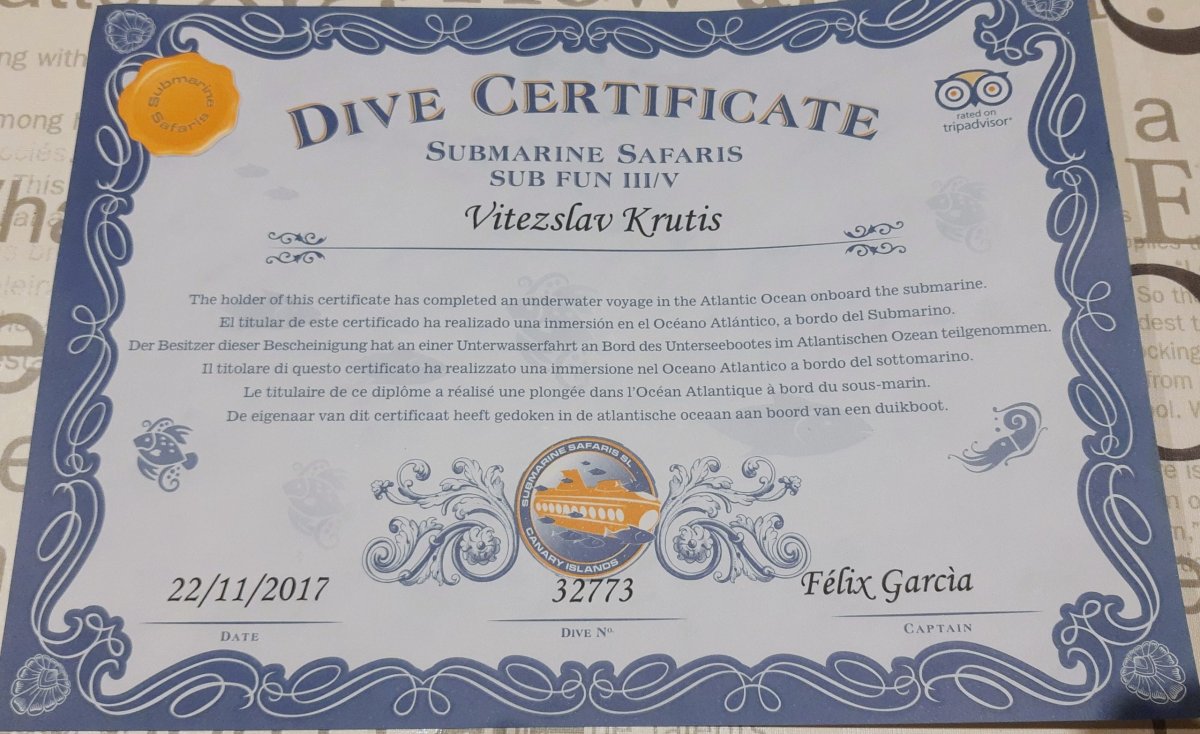 Submarine Safaris
DIVE CERTIFICATE
rated on
tripadvisor®
SUBMARINE SAFARIS
SUB FUN III/V
Vitezslav Krutis
The holder of this certificate has completed an underwater voyage in the Atlantic Ocean onboard the submarine.
El titular de este certificado ha realizado una inmersión en el Océano Atlántico, a bordo del Submarino.
Der Besitzer dieser Bescheinigung hat an einer Unterwasserfahrt an Bord des Unterseebootes im Atlantischen Ozean teilgenommen.
Il titolare di questo certificato ha realizzato una immersione nel Oceano Atlantico a bordo del sottomarino.
Le titulaire de ce diplôme a réalisé une plongée dans l'Océan Atlantique à bord du sous-marin.
De eigenaar van dit certificaat heeft gedoken in de atlantische oceaan aan boord van een duikboot.
SUBMARINE SAFARIS SL
CANARY ISLANDS
22/11/2017
32773
Félix Garcìa
DATE
DIVE Nº.
CAPTAIN